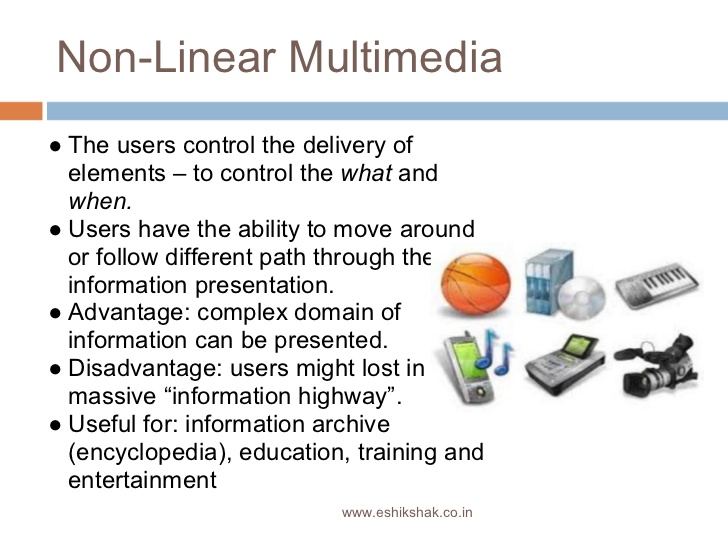 Non-Linear Multimedia
● The users control the delivery of
elements – to control the what and
when.
● Users have the ability to move around
or follow different path through the
information presentation.
● Advantage: complex domain of
information can be presented.
● Disadvantage: users might lost in
massive “information highway”.
● Useful for: information archive
(encyclopedia), education, training and
entertainment
www.eshikshak.co.in